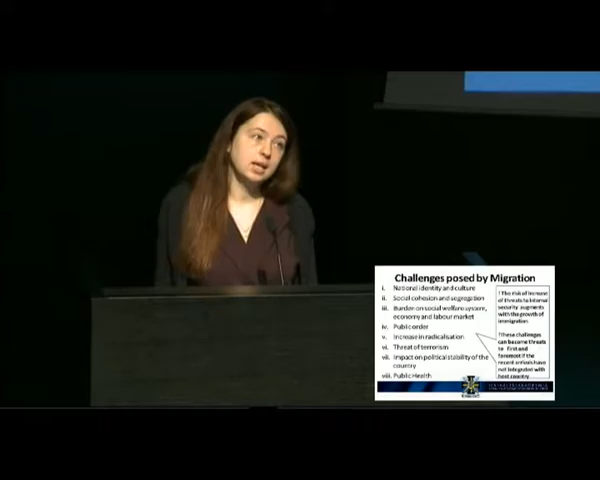 Challenges posed by Migration
i. National identity and culture
ii. Social cohesion and segregation
iii. Burden on social welfare system,
economy and labour market
iv. Public order
v. Increase in radicalisation
vi. Threat of terrorism
vii. Impact on political stability of the
country
viii. Public Health
! The risk of
of threats to internal
security augments
with the growth of
immigration
!These challenges
can become threats
to first and
foremost if the
recent arrivals have
not integrated with
host country